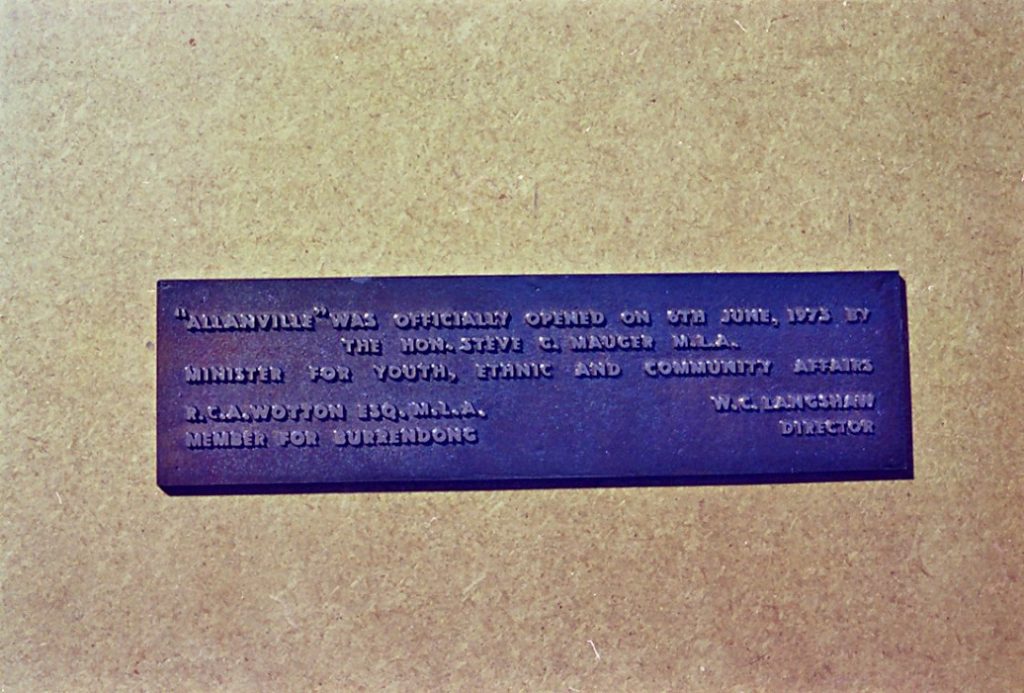 "ALLANVILLE" WAS OFFICIALLY OPENED ON 6TH JUNE, 1975 BY
THE HON. STEVE G. MAUGER M.L.A.
MINISTER FOR YOUTH, ETHNIC AND COMMUNITY AFFAIRS
R.C.A. WOTTON ESQ. M.L.A. W.C. LANGSHAW
MEMBER FOR BURRENDONG DIRECTOR